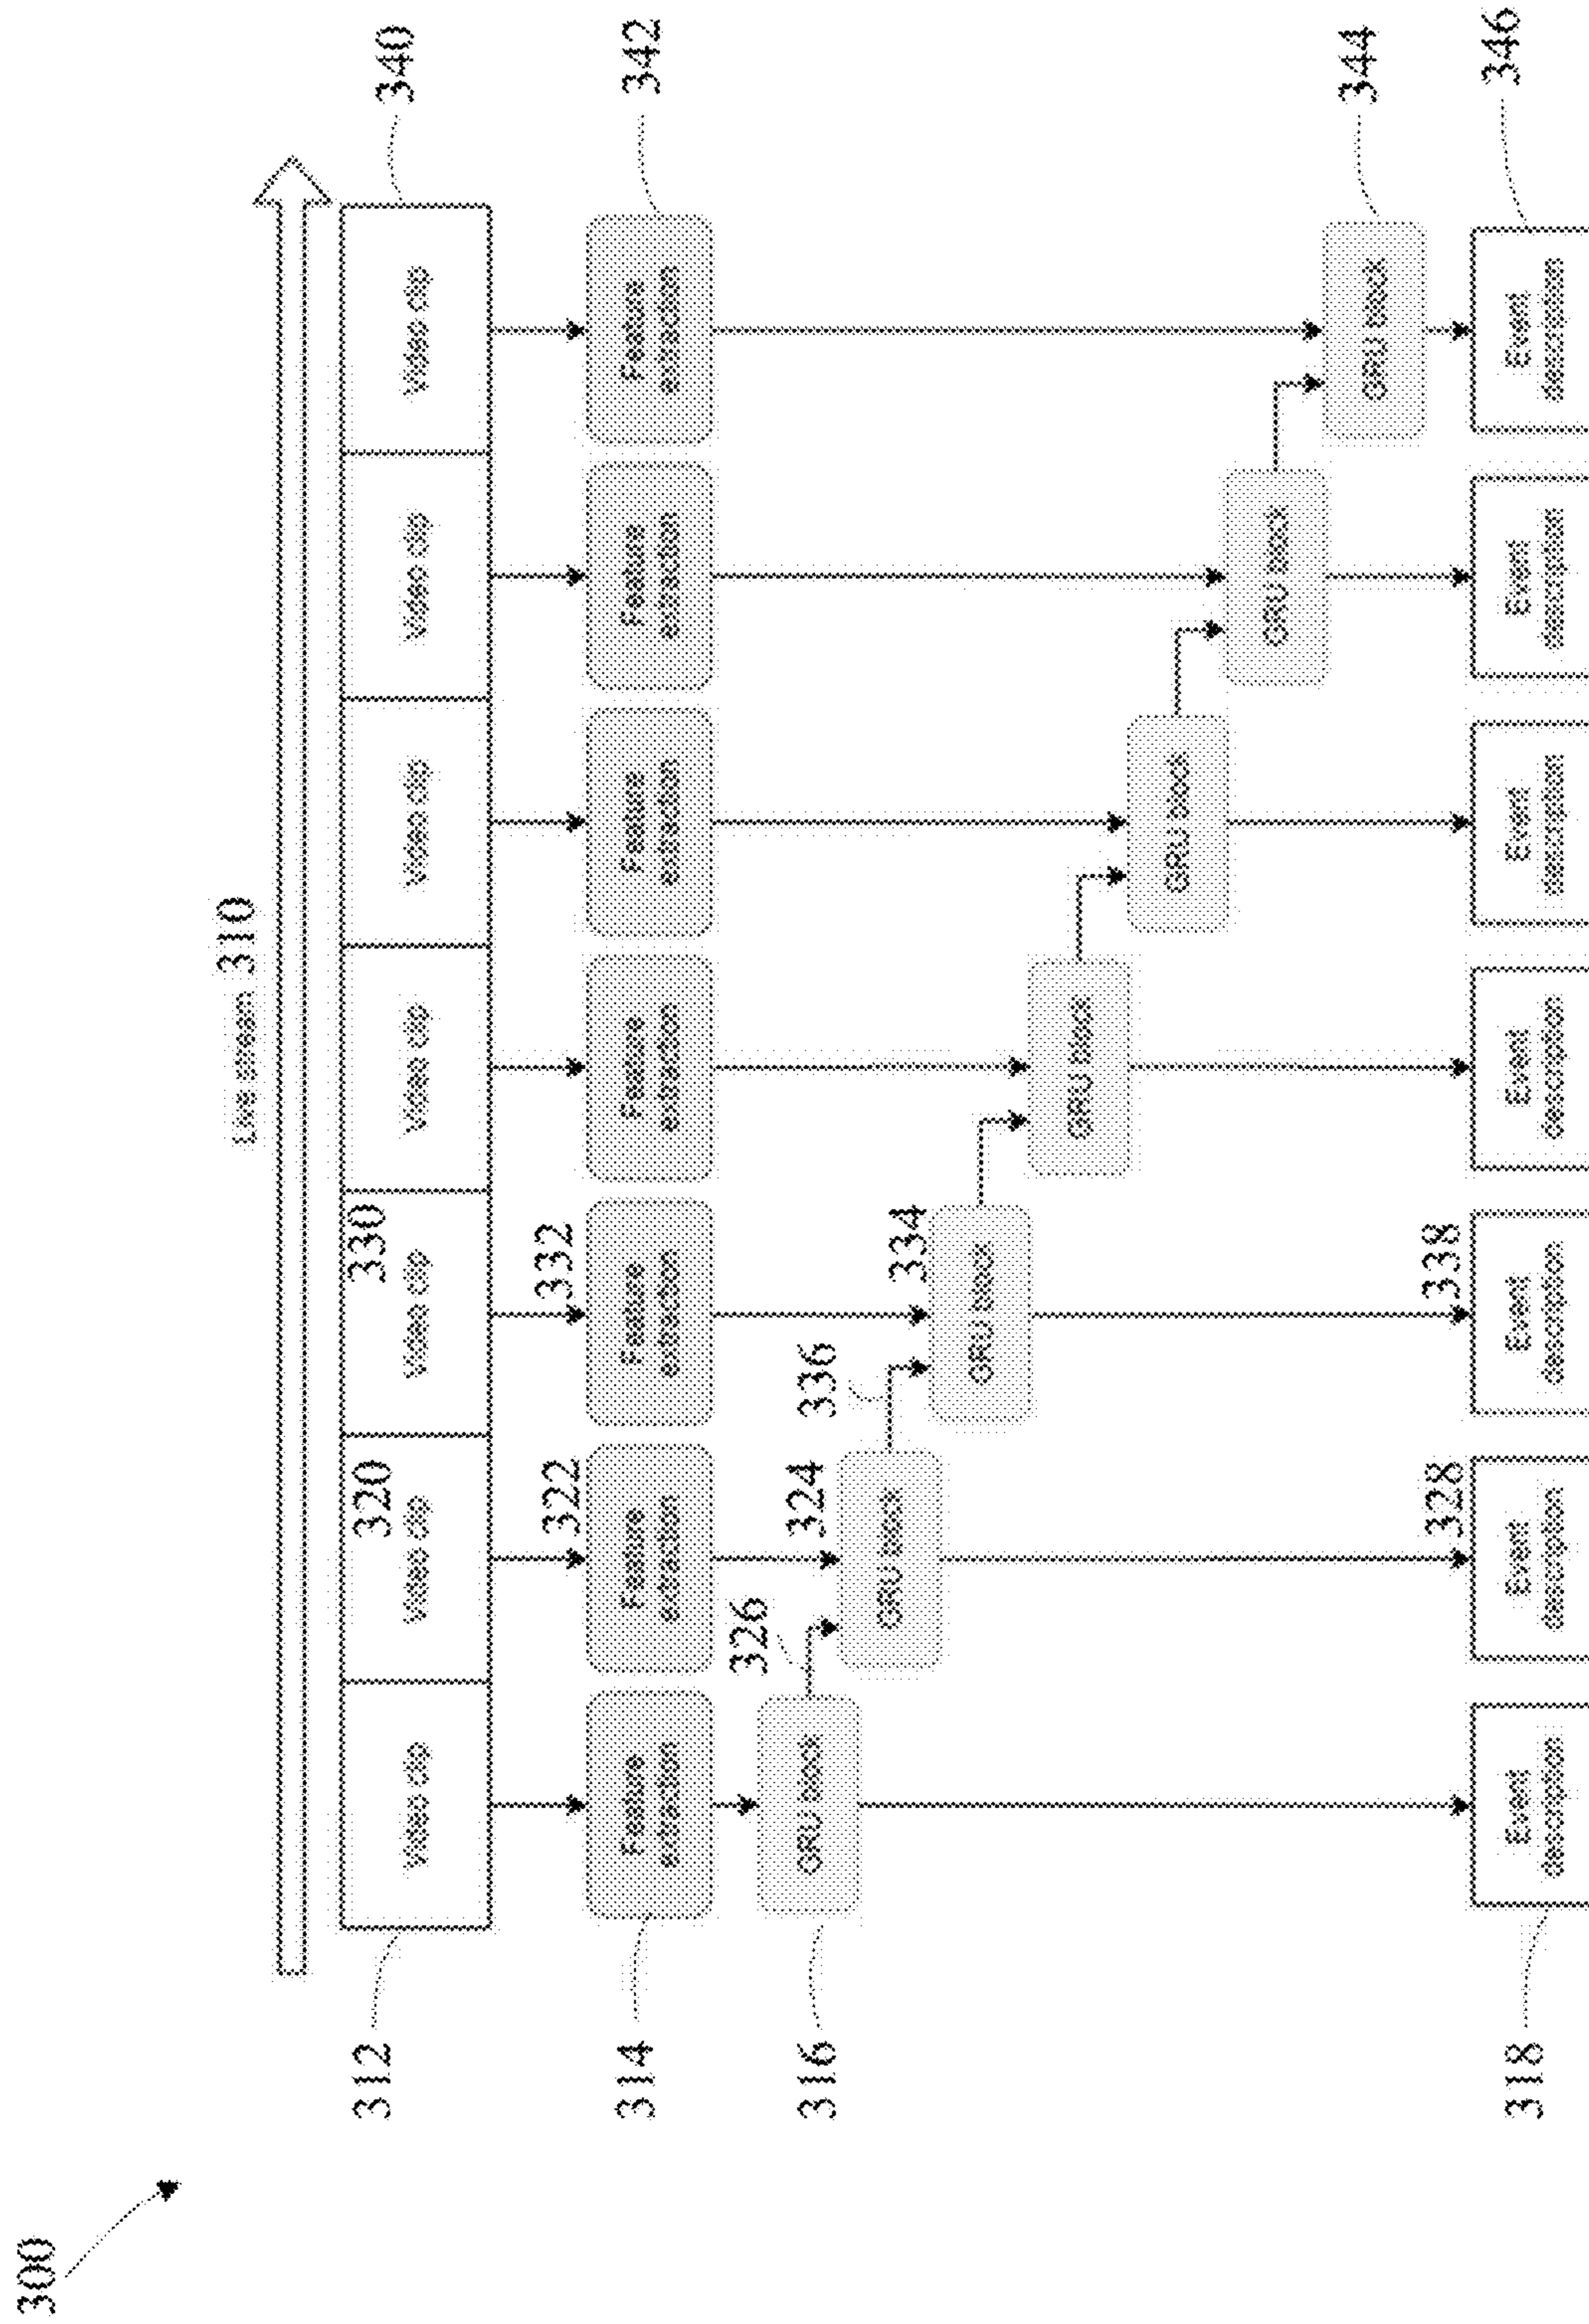 300
Live stream 310
312
Video clip
320
Video clip
330
Video clip
Video clip
Video clip
Video clip
Video clip
340
322
332
314
Feature
extraction
Feature
extraction
Feature
extraction
Feature
extraction
Feature
extraction
Feature
extraction
Feature
extraction
342
326
316
GRU block
324
GRU block
336
334
GRU block
GRU block
GRU block
GRU block
GRU block
344
328
338
318
Event
description
Event
description
Event
description
Event
description
Event
description
Event
description
Event
description
346